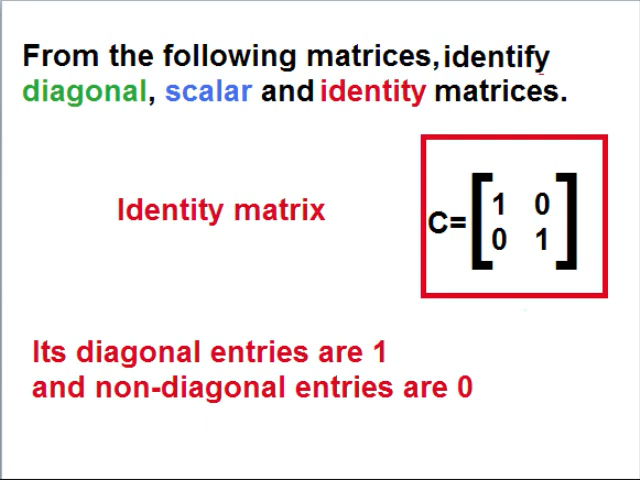 From the following matrices, identify
diagonal, scalar and identity matrices.
Identity matrix
C= [1 0
0 1]
Its diagonal entries are 1
and non-diagonal entries are 0